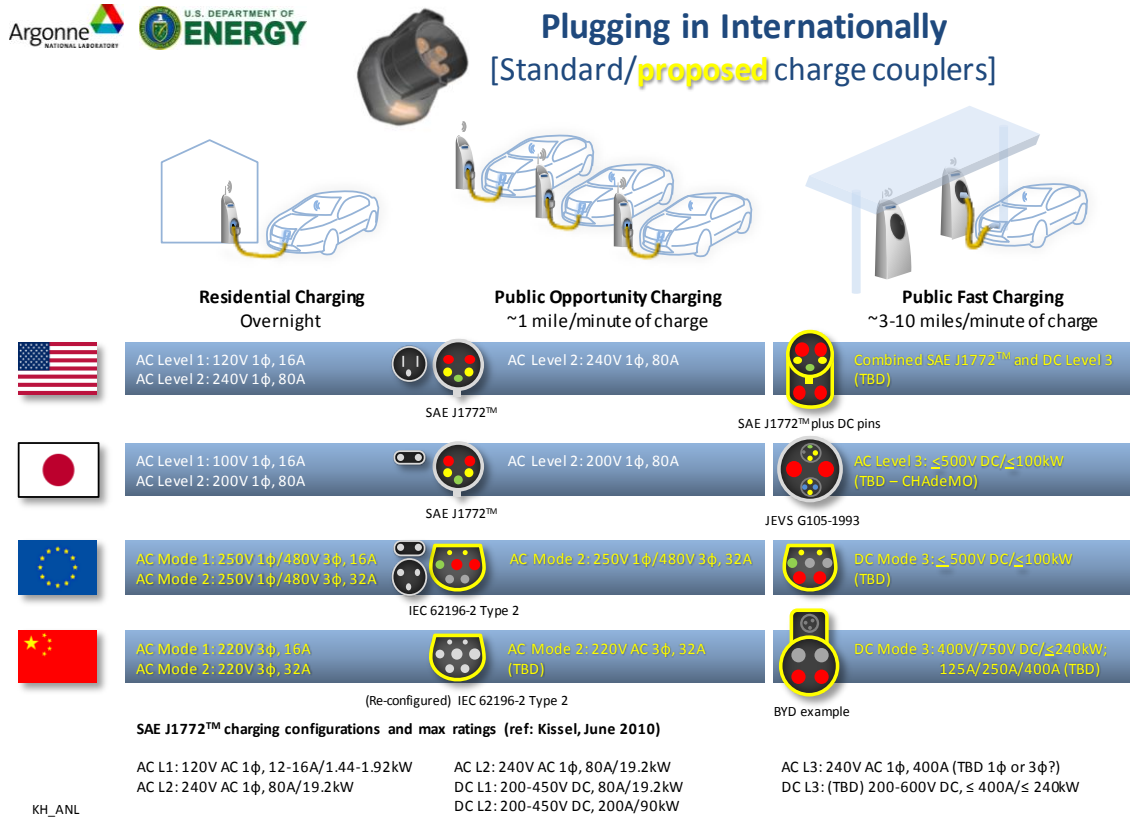 Argonne
NATIONAL LABORATORY
U.S. DEPARTMENT OF
ENERGY
Plugging in Internationally
[Standard/proposed charge couplers]
Residential Charging
Overnight
Public Opportunity Charging
~1 mile/minute of charge
Public Fast Charging
~3-10 miles/minute of charge
AC Level 1: 120V 1ϕ, 16A
AC Level 2: 240V 1ϕ, 80A
SAE J1772™
AC Level 2: 240V 1ϕ, 80A
Combined SAE J1772™ and DC Level 3
(TBD)
SAE J1772™ plus DC pins
AC Level 1: 100V 1ϕ, 16A
AC Level 2: 200V 1ϕ, 80A
SAE J1772™
AC Level 2: 200V 1ϕ, 80A
AC Level 3: ≤500V DC/≤100kW
(TBD – CHAdeMO)
JEVS G105-1993
AC Mode 1: 250V 1ϕ/480V 3ϕ, 16A
AC Mode 2: 250V 1ϕ/480V 3ϕ, 32A
IEC 62196-2 Type 2
AC Mode 2: 250V 1ϕ/480V 3ϕ, 32A
DC Mode 3: ≤ 500V DC/≤100kW
(TBD)
AC Mode 1: 220V 3ϕ, 16A
AC Mode 2: 220V 3ϕ, 32A
(Re-configured) IEC 62196-2 Type 2
AC Mode 2: 220V AC 3ϕ, 32A
(TBD)
DC Mode 3: 400V/750V DC/≤240kW;
125A/250A/400A (TBD)
BYD example
SAE J1772™ charging configurations and max ratings (ref: Kissel, June 2010)
AC L1: 120V AC 1ϕ, 12-16A/1.44-1.92kW
AC L2: 240V AC 1ϕ, 80A/19.2kW
AC L2: 240V AC 1ϕ, 80A/19.2kW
DC L1: 200-450V DC, 80A/19.2kW
DC L2: 200-450V DC, 200A/90kW
AC L3: 240V AC 1ϕ, 400A (TBD 1ϕ or 3ϕ?)
DC L3: (TBD) 200-600V DC, ≤ 400A/≤ 240kW
KH_ANL